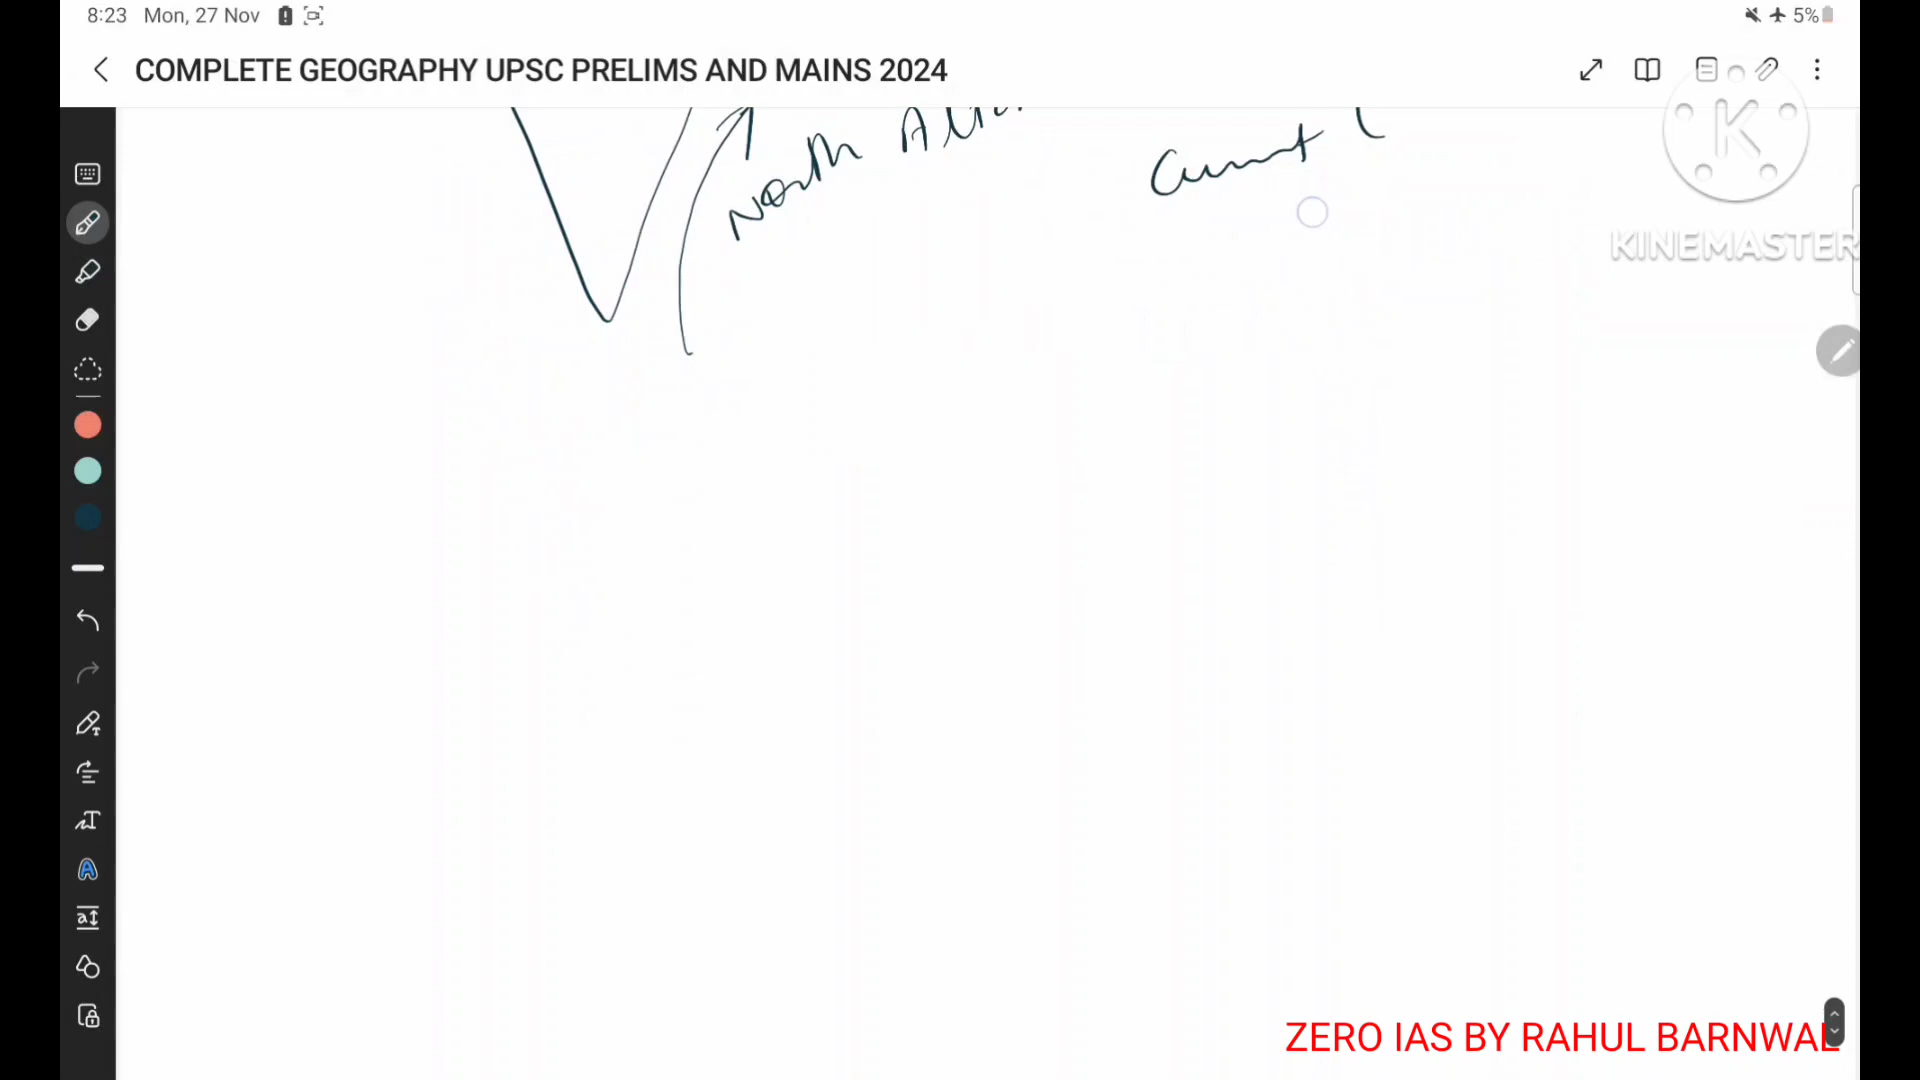 8:23 Mon, 27 Nov 5%
COMPLETE GEOGRAPHY UPSC PRELIMS AND MAINS 2024
North
Current
K
KINEMASTER
ZERO IAS BY RAHUL BARNWAL